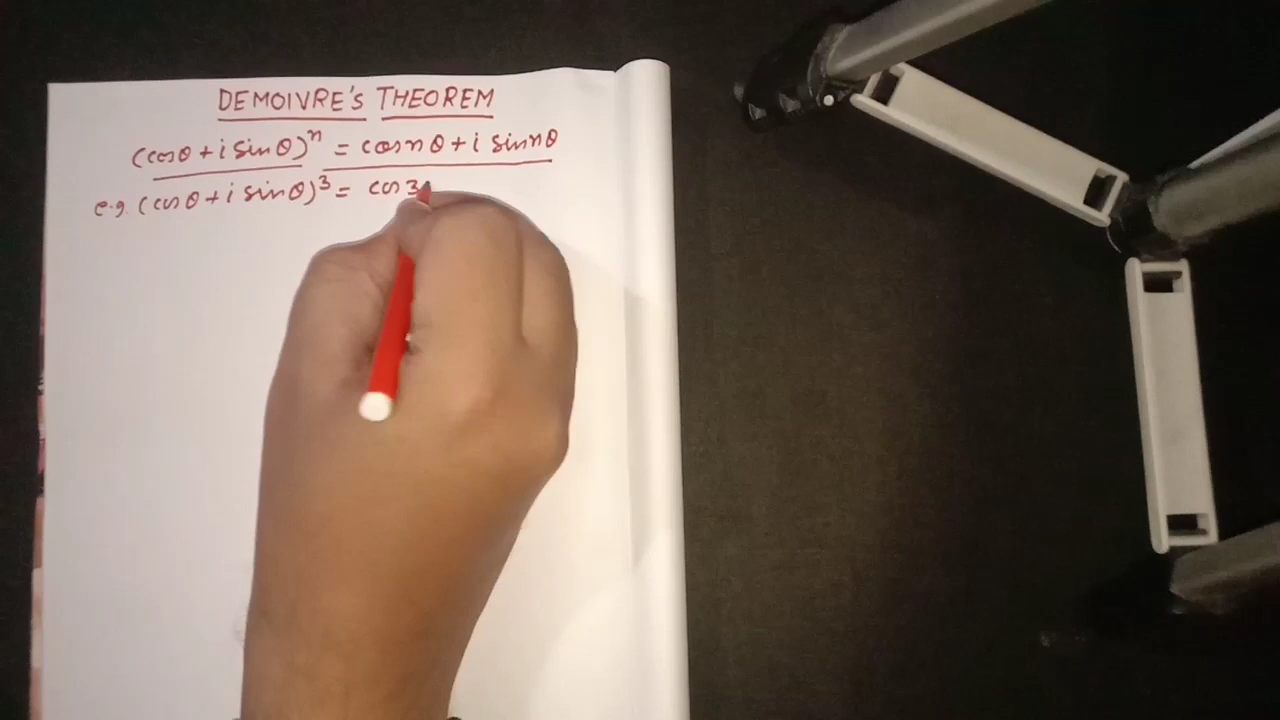 DEMOIVRE'S THEOREM
(cosθ + i sinθ)ⁿ = cosnθ + i sinnθ
e.g. (cosθ + i sinθ)³ = cos3